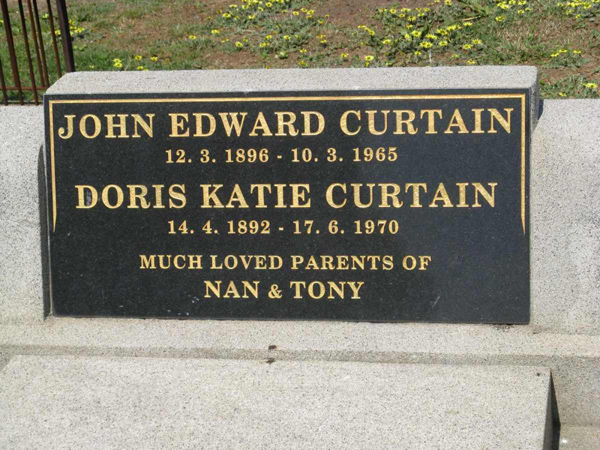 JOHN EDWARD CURTAIN
12. 3. 1896 - 10. 3. 1965
DORIS KATIE CURTAIN
14. 4. 1892 - 17. 6. 1970
MUCH LOVED PARENTS OF
NAN & TONY